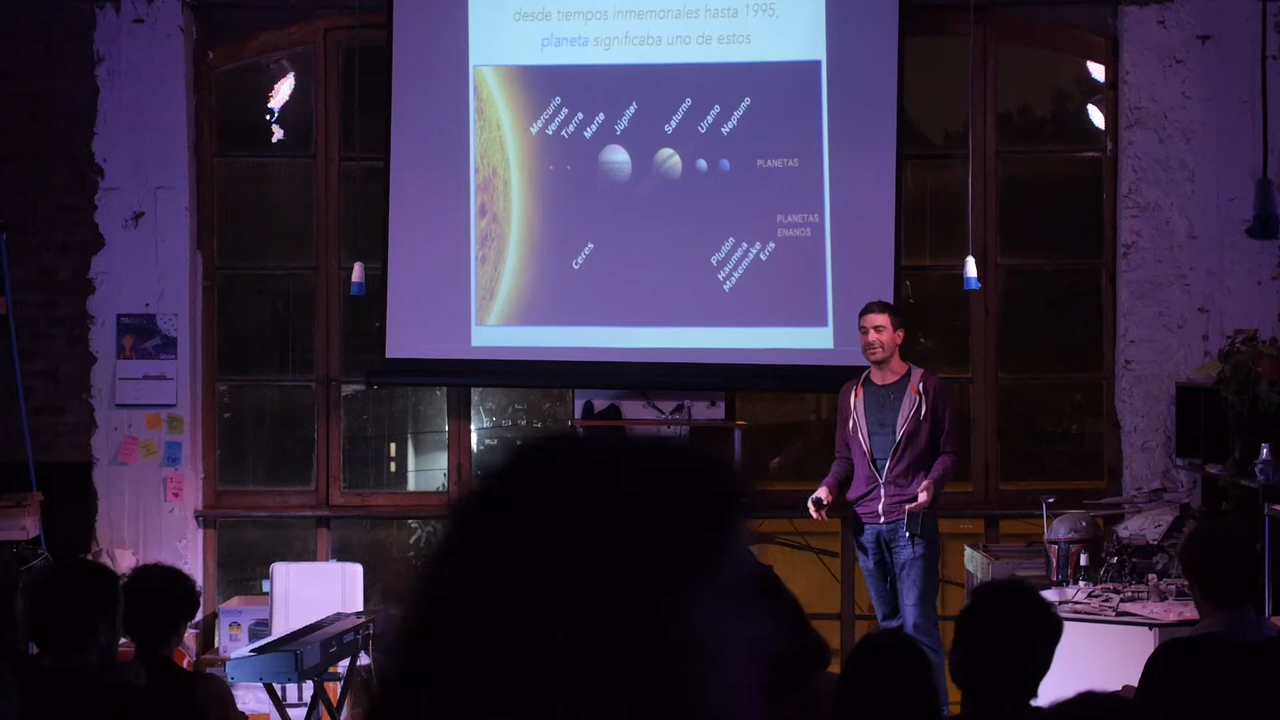 desde tiempos inmemoriales hasta 1995,
planeta significaba uno de estos
Mercurio
Venus
Tierra
Marte
Júpiter
Saturno
Urano
Neptuno
PLANETAS
PLANETAS
ENANOS
Ceres
Plutón
Haumea
Makemake
Eris